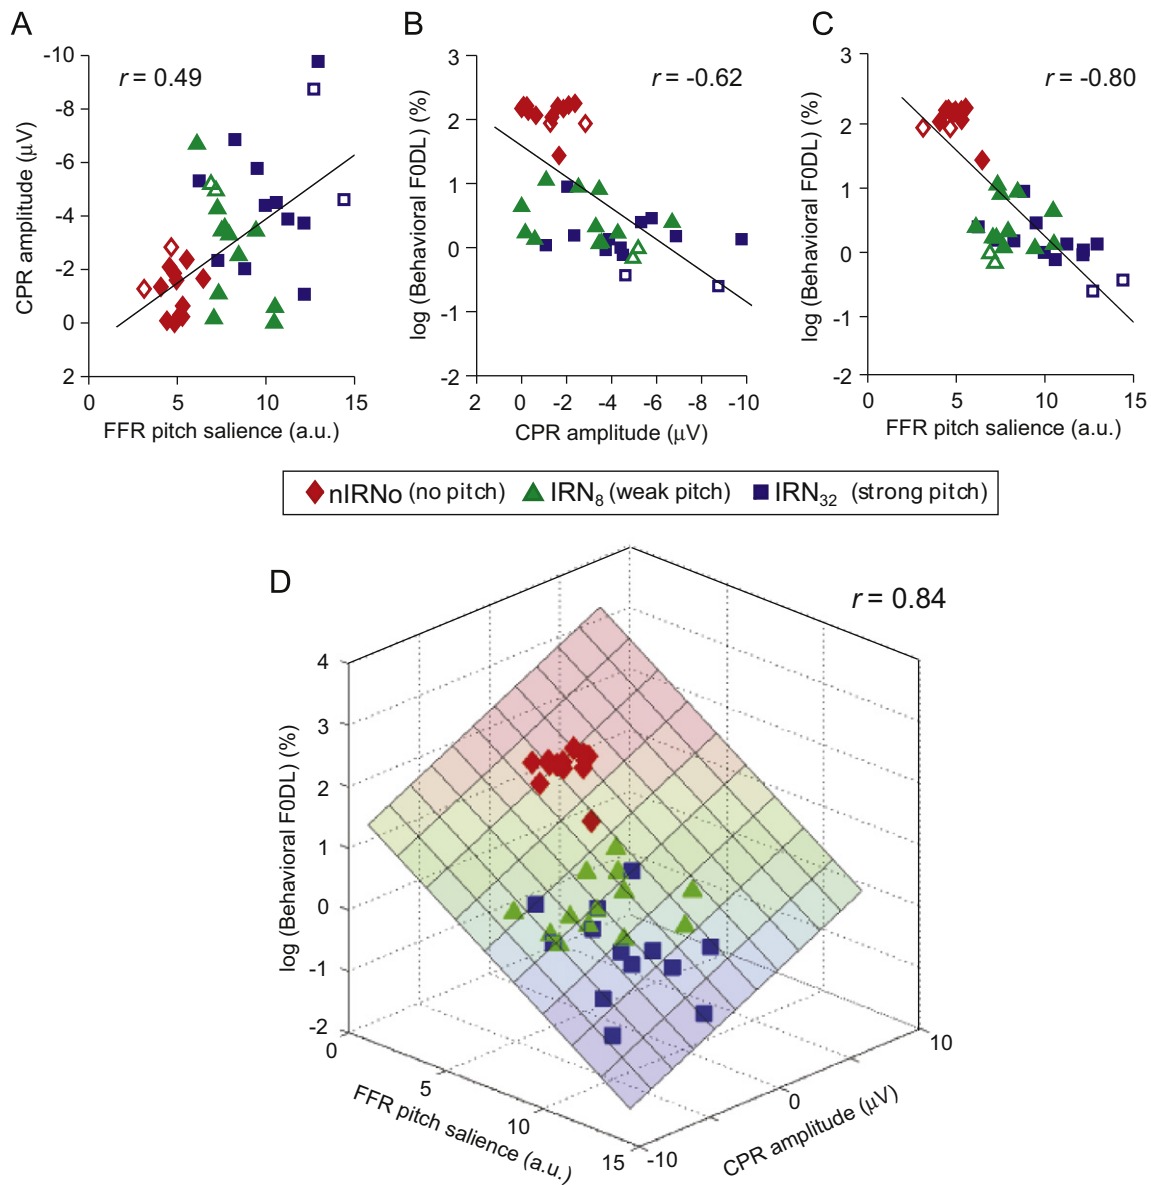 A
B
C
r = 0.49
r = -0.62
r = -0.80
CPR amplitude (μV)
-10
-8
-6
-4
-2
0
2
0
5
10
15
FFR pitch salience (a.u.)
log (Behavioral F0DL) (%)
3
2
1
0
-1
-2
2
0
-2
-4
-6
-8
-10
CPR amplitude (μV)
log (Behavioral F0DL) (%)
3
2
1
0
-1
-2
0
5
10
15
FFR pitch salience (a.u.)
nIRNo (no pitch) IRN8 (weak pitch) IRN32 (strong pitch)
D
r = 0.84
log (Behavioral F0DL) (%)
4
3
2
1
0
-1
-2
0
5
10
15
FFR pitch salience (a.u.)
-10
0
10
CPR amplitude (μV)